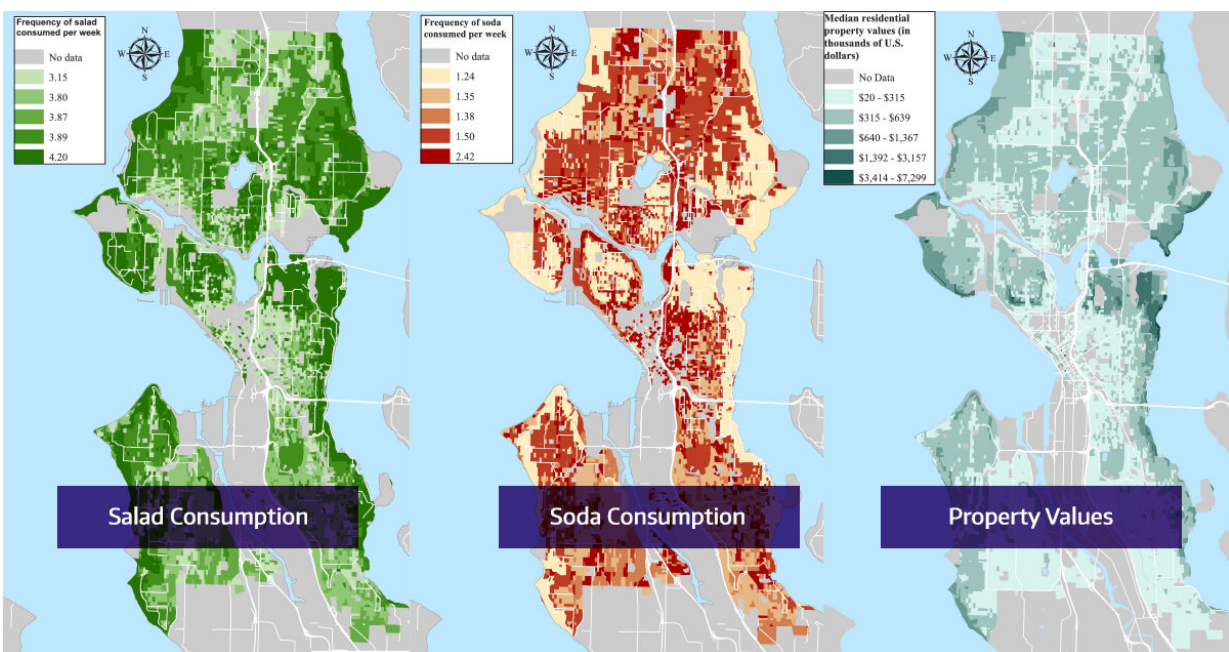 Frequency of salad
consumed per week
No data
3.15
3.80
3.87
3.89
4.20
N
W E
S
Salad Consumption
Frequency of soda
consumed per week
No data
1.24
1.35
1.38
1.50
2.42
N
W E
S
Soda Consumption
Median residential
property values (in
thousands of U.S.
dollars)
No Data
$20 - $315
$315 - $639
$640 - $1,367
$1,392 - $3,157
$3,414 - $7,299
N
W E
S
Property Values